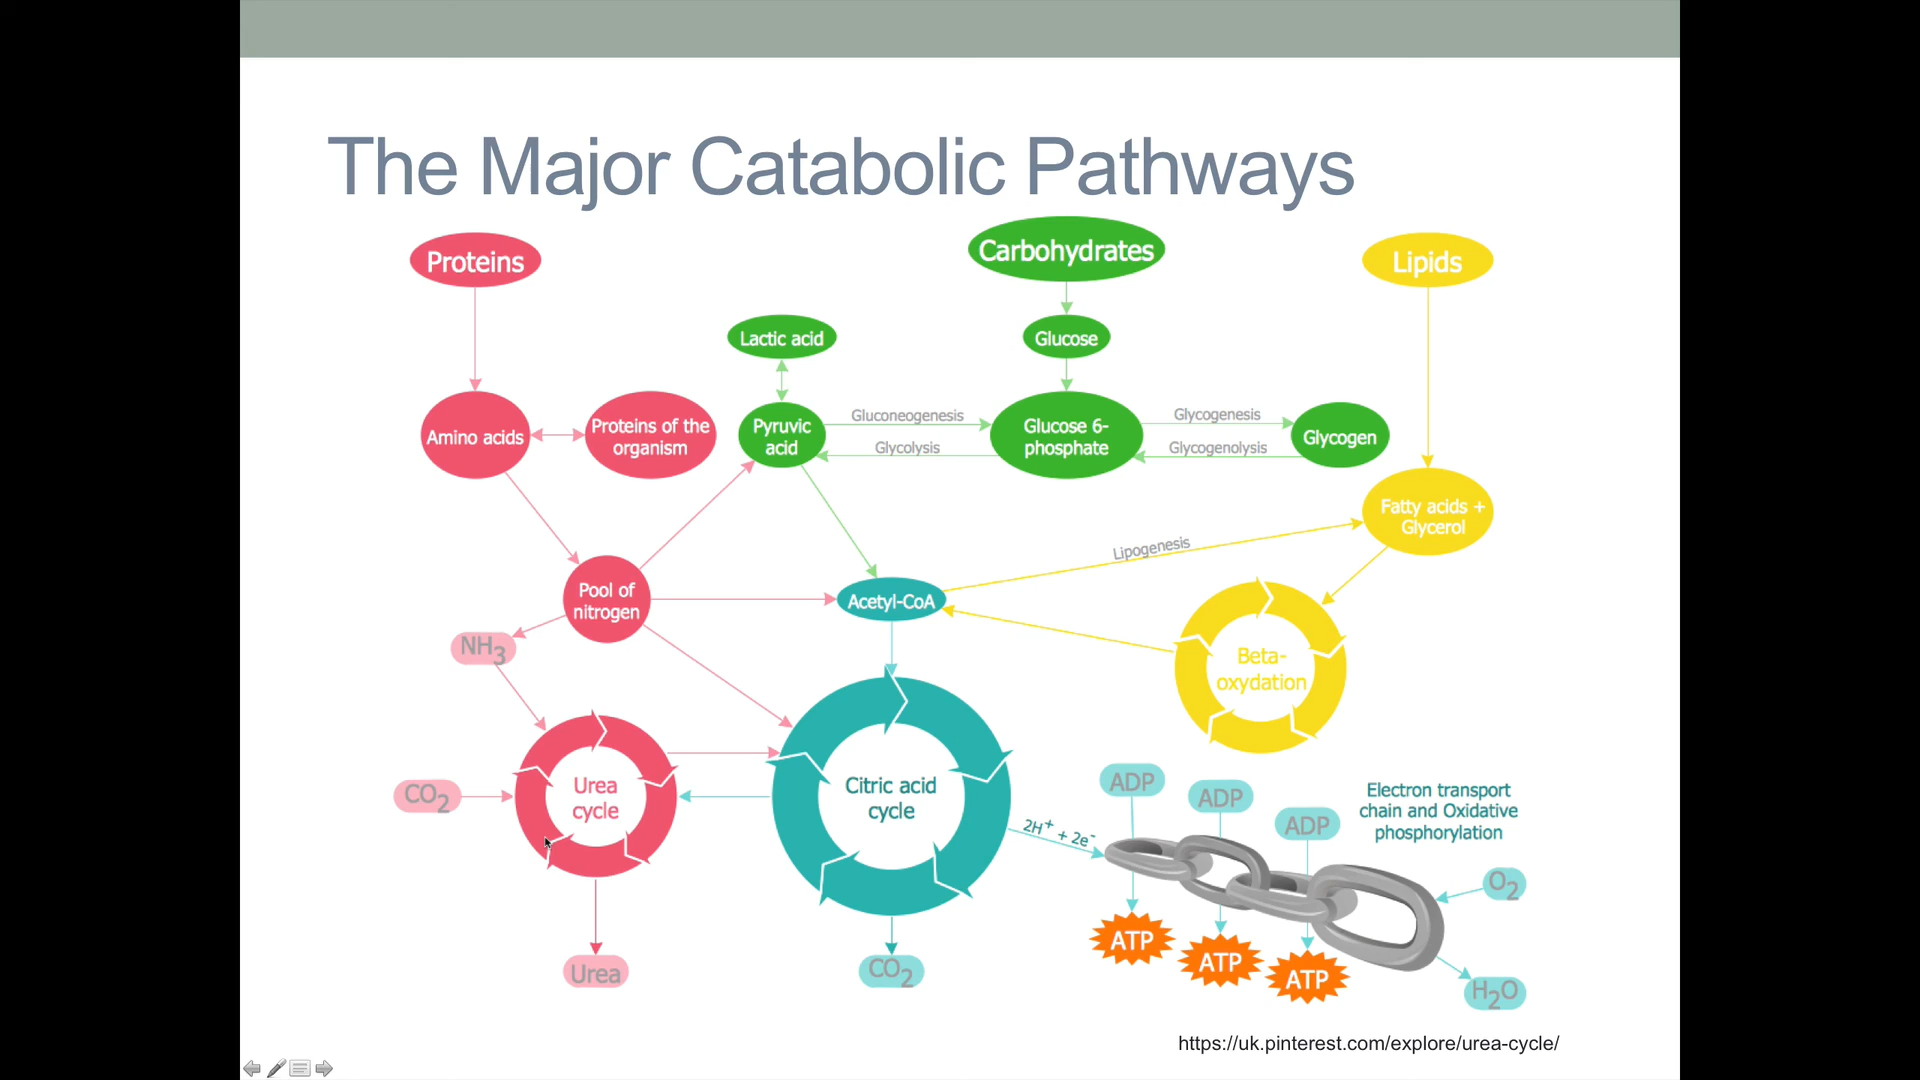 The Major Catabolic Pathways
Proteins
Carbohydrates
Lipids
Lactic acid
Glucose
Amino acids
Proteins of the
organism
Pyruvic
acid
Gluconeogenesis
Glycolysis
Glucose 6-
phosphate
Glycogenesis
Glycogenolysis
Glycogen
Fatty acids +
Glycerol
Lipogenesis
Pool of
nitrogen
Acetyl-CoA
NH3
Beta-
oxydation
Urea
cycle
CO2
Citric acid
cycle
2H+ + 2e-
ADP
ADP
ADP
Electron transport
chain and Oxidative
phosphorylation
O2
ATP
ATP
ATP
H2O
Urea
CO2
https://uk.pinterest.com/explore/urea-cycle/